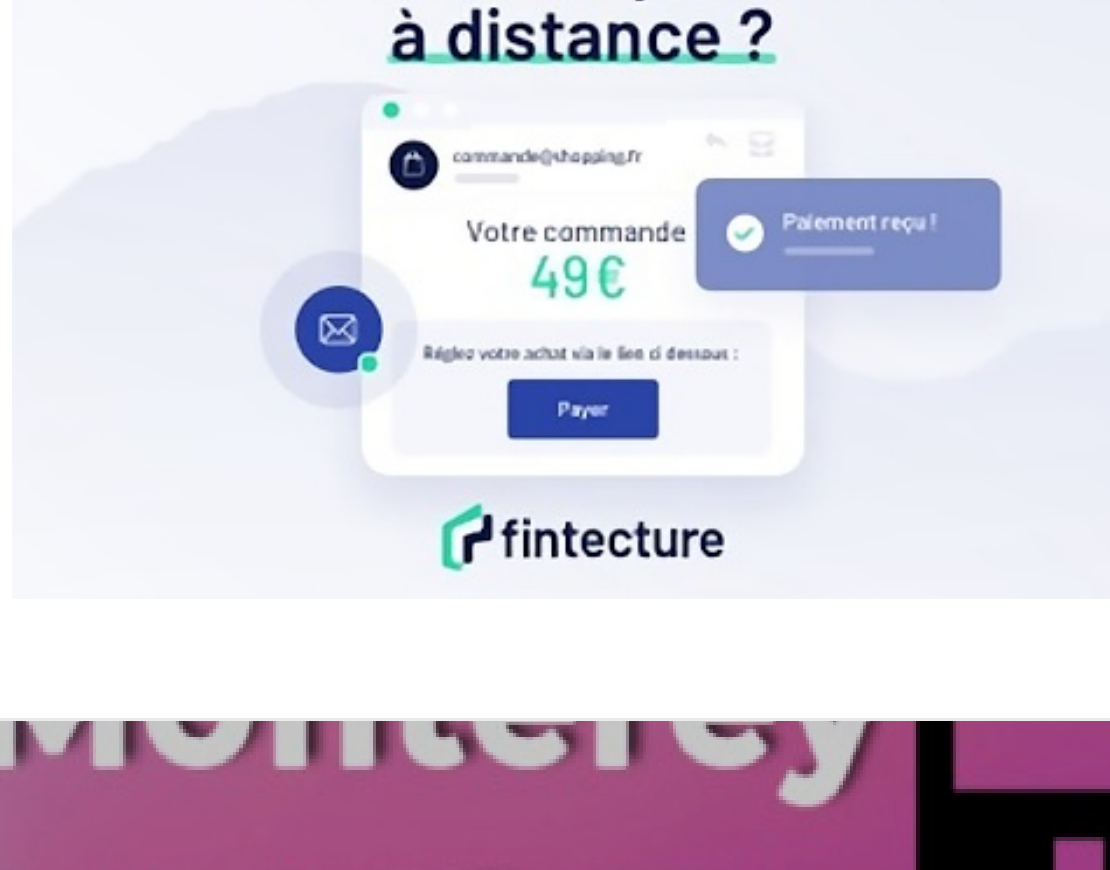 à distance ?
commande@shopping.fr
Votre commande
49€
Paiement reçu !
Réglez votre achat via le lien ci dessous :
Payer
fintecture
Monterey